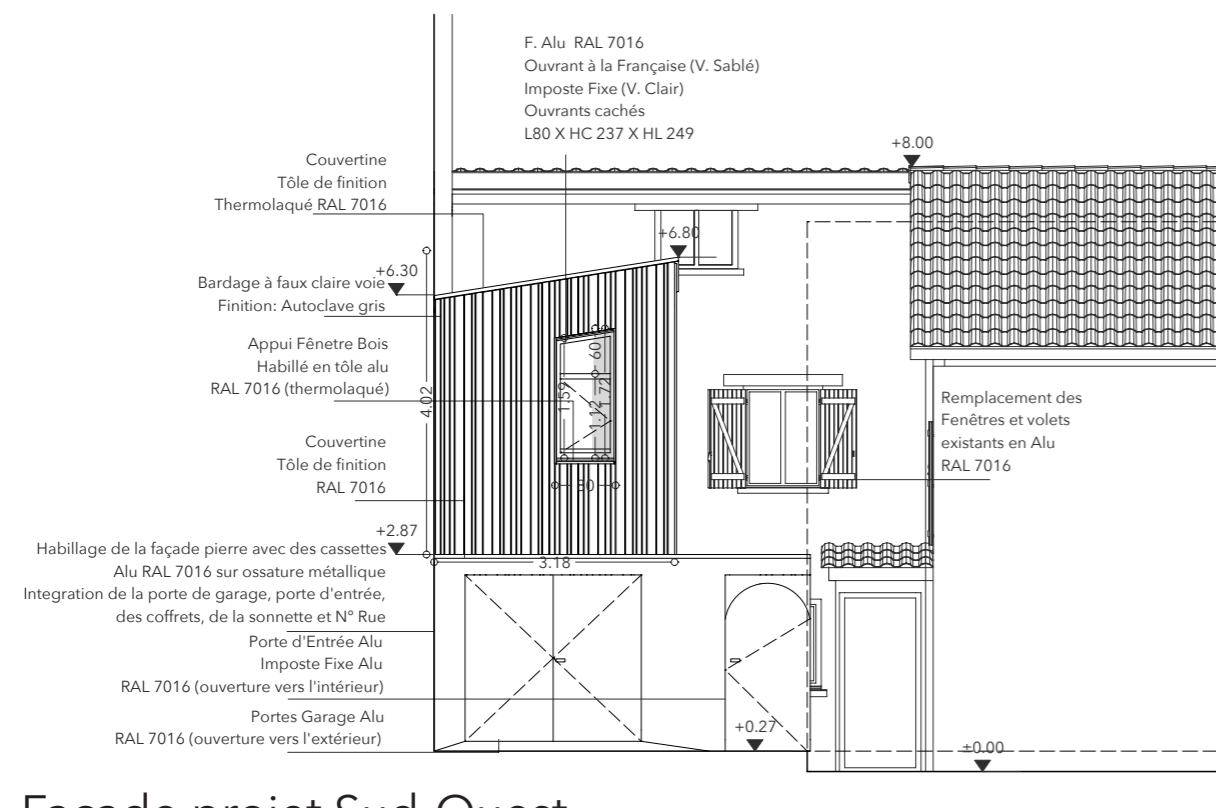 F. Alu  RAL 7016
Ouvrant à la Française (V. Sablé)
Imposte Fixe (V. Clair)
Ouvrants cachés
L80 X HC 237 X HL 249
+8.00
Couvertine
Tôle de finition
Thermolaqué RAL 7016
+6.80
+6.30
Bardage à faux claire voie
Finition: Autoclave gris
Appui Fênetre Bois
Habillé en tôle alu
RAL 7016 (thermolaqué)
4.02
60
1.59
1.12
1.72
80
Remplacement des
Fenêtres et volets
existants en Alu
RAL 7016
Couvertine
Tôle de finition
RAL 7016
+2.87
3.18
Habillage de la façade pierre avec des cassettes
Alu RAL 7016 sur ossature métallique
Integration de la porte de garage, porte d'entrée,
des coffrets, de la sonnette et N° Rue
Porte d'Entrée Alu
Imposte Fixe Alu
RAL 7016 (ouverture vers l'intérieur)
Portes Garage Alu
RAL 7016 (ouverture vers l'extérieur)
+0.27
±0.00
Façade projet Sud-Ouest